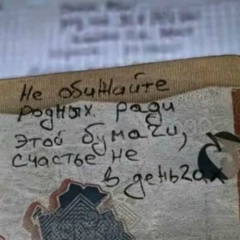 Не обижайте
родных ради
этой бумаги,
счастье не
в деньгах